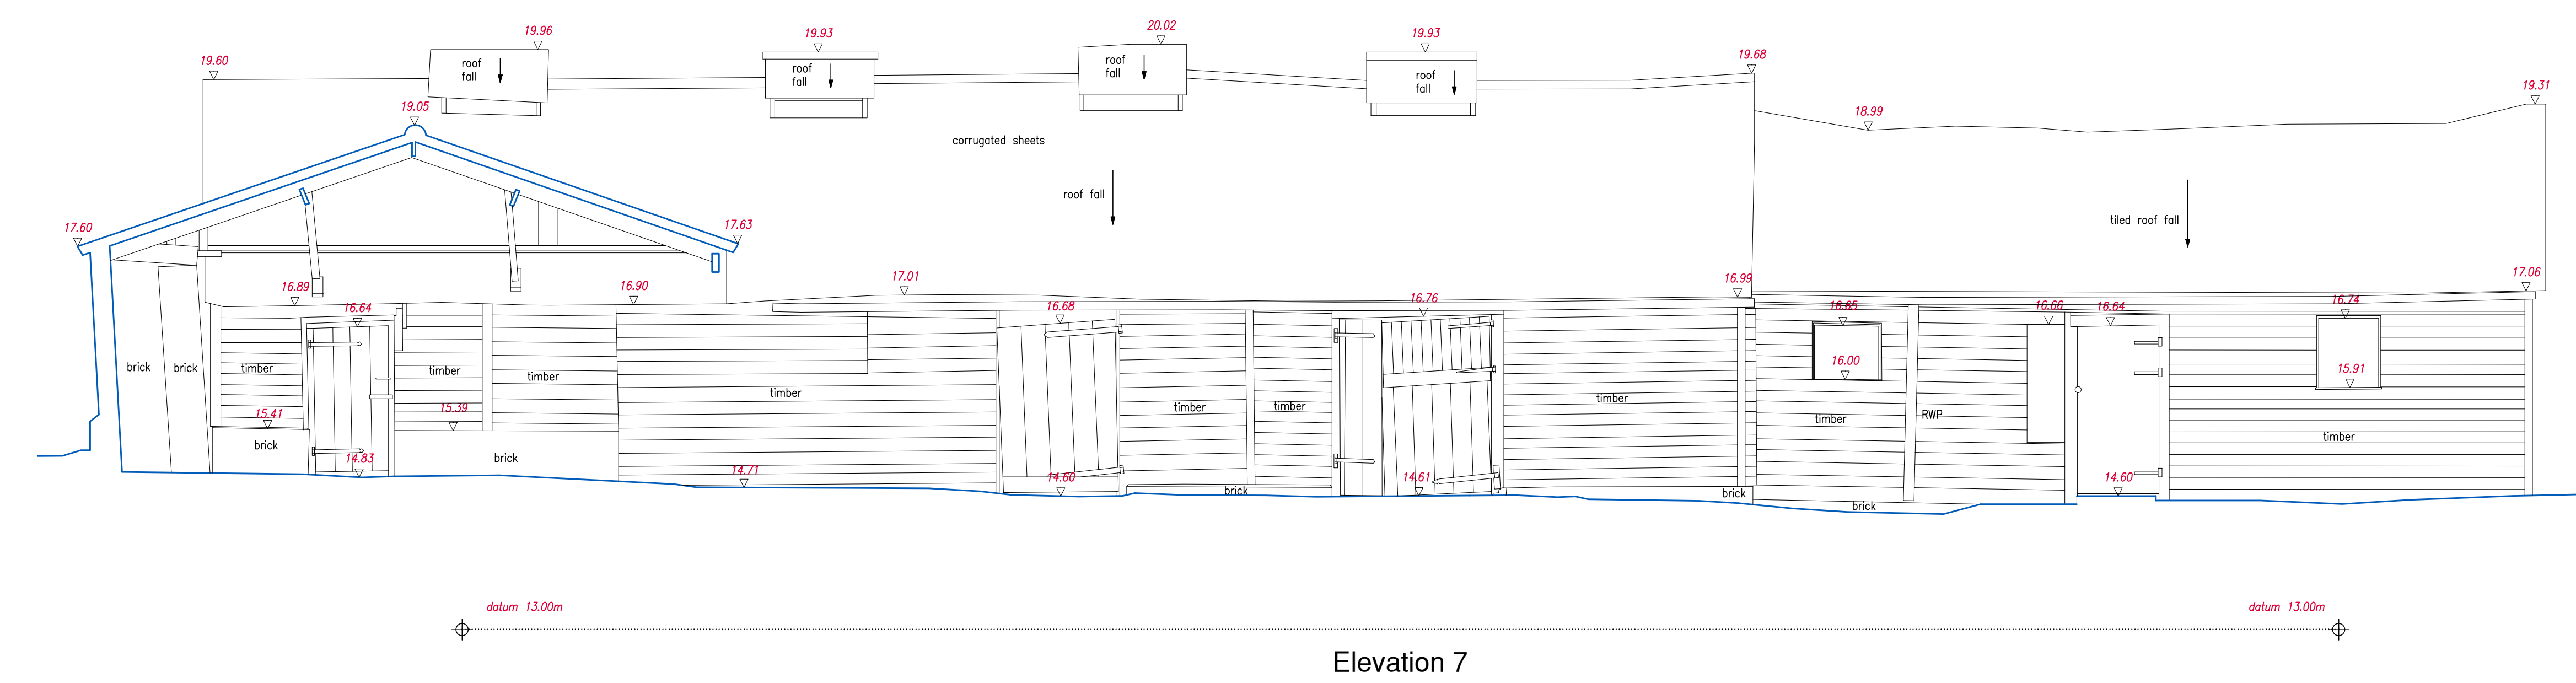 20.02
19.96
19.93
19.93
19.68
19.60
roof
fall
roof
fall
roof
fall
roof
fall
19.31
19.05
18.99
corrugated sheets
roof fall
tiled roof fall
17.60
17.63
17.01
16.99
17.06
16.89
16.90
16.64
16.68
16.76
16.65
16.66
16.64
16.74
brick
brick
timber
timber
timber
timber
16.00
15.91
15.41
15.39
timber
timber
timber
timber
RWP
timber
brick
brick
14.83
14.71
14.60
14.61
14.60
brick
brick
brick
datum 13.00m
datum 13.00m
Elevation 7